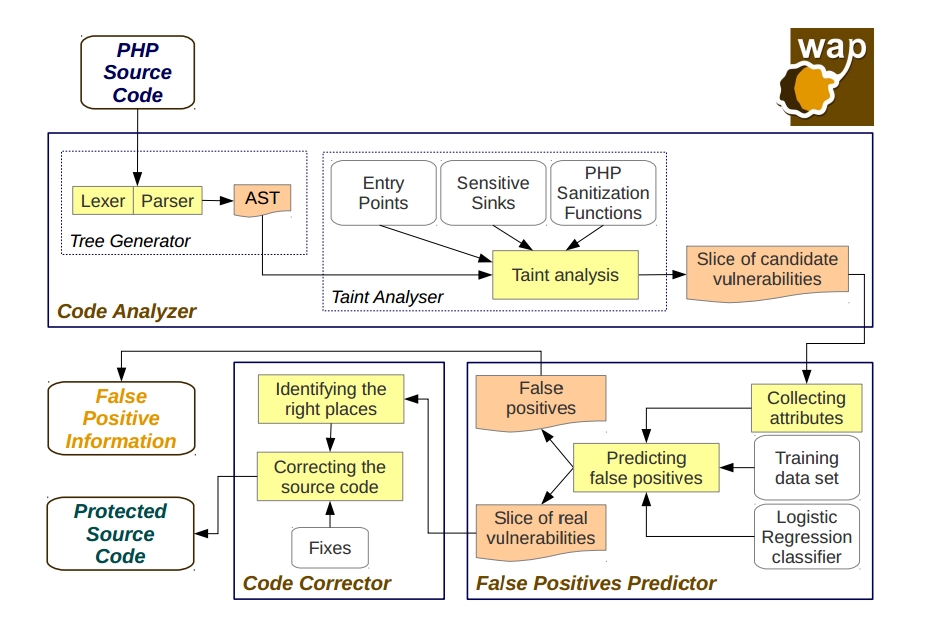 PHP
Source
Code
wap
Lexer Parser
AST
Tree Generator
Entry
Points
Sensitive
Sinks
PHP
Sanitization
Functions
Taint analysis
Taint Analyser
Slice of candidate
vulnerabilities
Code Analyzer
False
Positive
Information
Protected
Source
Code
Identifying the
right places
Correcting the
source code
Fixes
Code Corrector
False
positives
Slice of real
vulnerabilities
Predicting
false positives
Collecting
attributes
Training
data set
Logistic
Regression
classifier
False Positives Predictor